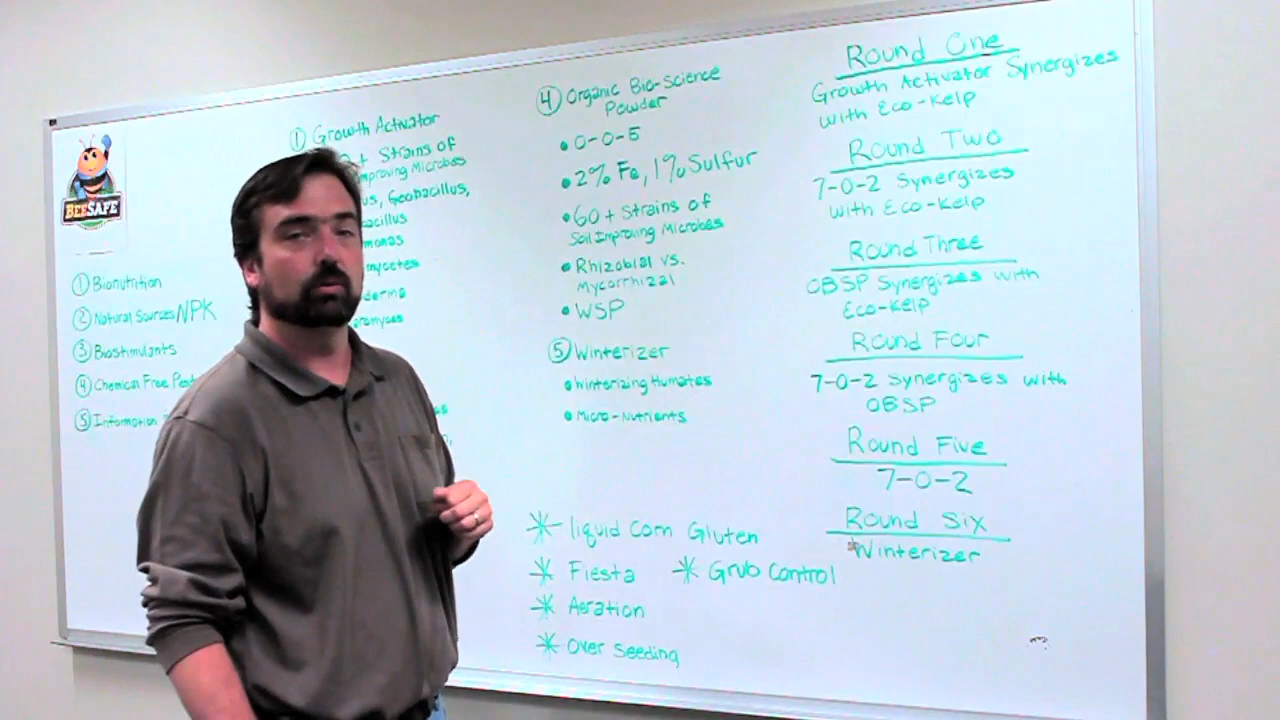 BEESAFE
① Bionutrition
② Natural Sources NPK
③ Biostimulants
④ Chemical Free Pest
⑤ Information
① Growth Activator
Strains of
Improving Microbes
Geobacillus,
④ Organic Bio-Science
Powder
• 0-0-5
• 2% Fe, 1% Sulfur
• 60+ Strains of
Soil Improving Microbes
• Rhizobial vs.
Mycorrhizal
• WSP
⑤ Winterizer
• Winterizing Humates
• Micro-Nutrients
* liquid Corn Gluten
* Fiesta * Grub Control
* Aeration
* Over Seeding
Round One
Growth Activator Synergizes
with Eco-Kelp
Round Two
7-0-2 Synergizes
with Eco-Kelp
Round Three
OBSP Synergizes with
Eco-Kelp
Round Four
7-0-2 Synergizes with
OBSP
Round Five
7-0-2
Round Six
Winterizer